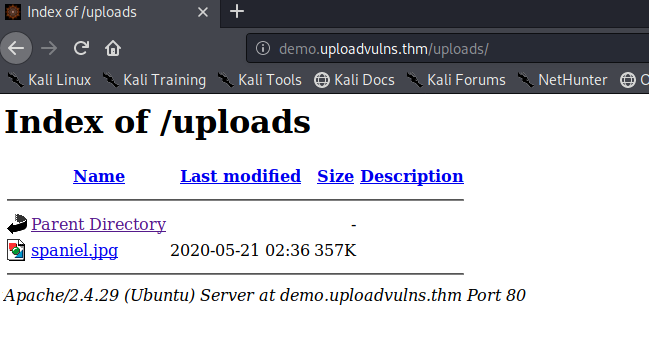 Index of /uploads
demo.uploadvulns.thm/uploads/
Kali Linux Kali Training Kali Tools Kali Docs Kali Forums NetHunter O
Index of /uploads
Name Last modified Size Description
Parent Directory -
spaniel.jpg 2020-05-21 02:36 357K
Apache/2.4.29 (Ubuntu) Server at demo.uploadvulns.thm Port 80